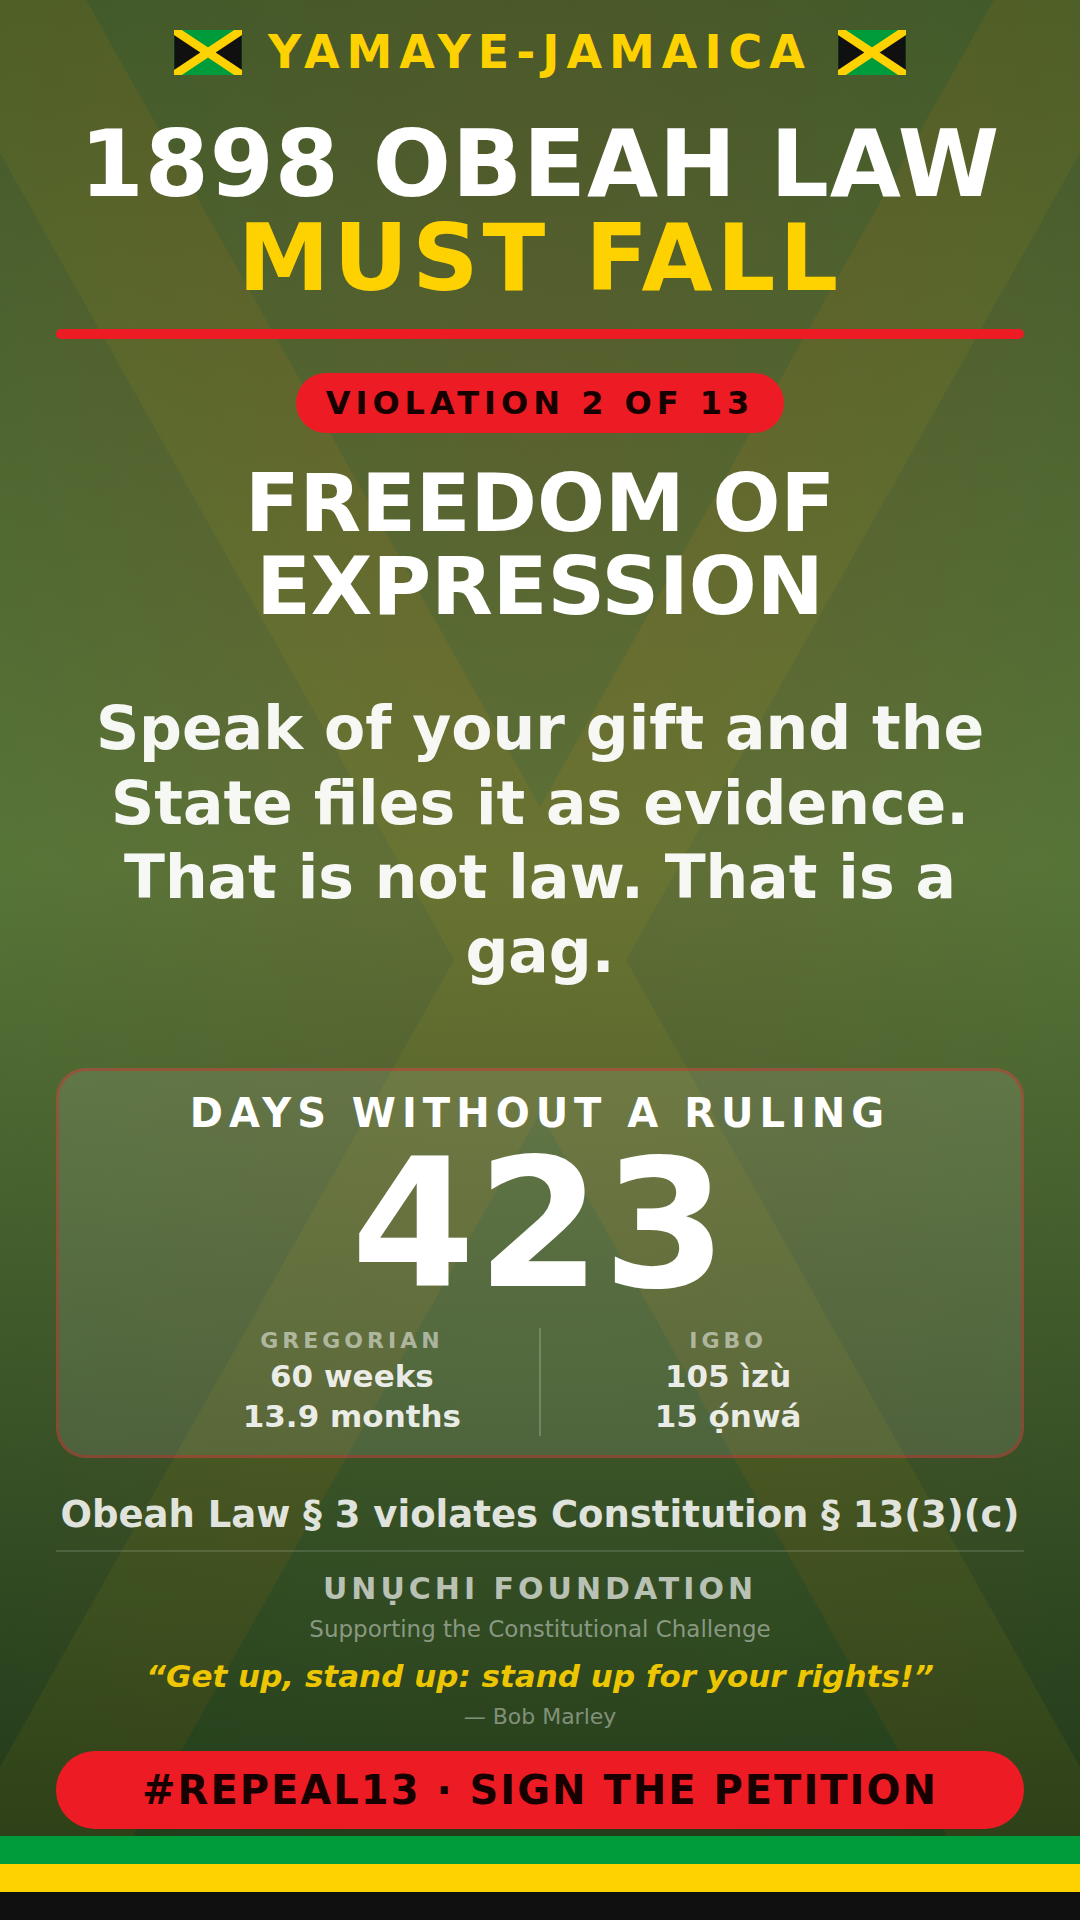 YAMAYE-JAMAICA
1898 OBEAH LAW
MUST FALL
VIOLATION 2 OF 13
FREEDOM OF
EXPRESSION
Speak of your gift and the
State files it as evidence.
That is not law. That is a
gag.
DAYS WITHOUT A RULING
423
GREGORIAN
60 weeks
13.9 months
IGBO
105 ìzù
15 ọ́nwá
Obeah Law § 3 violates Constitution § 13(3)(c)
UNỤCHI FOUNDATION
Supporting the Constitutional Challenge
“Get up, stand up: stand up for your rights!”
— Bob Marley
#REPEAL13 · SIGN THE PETITION